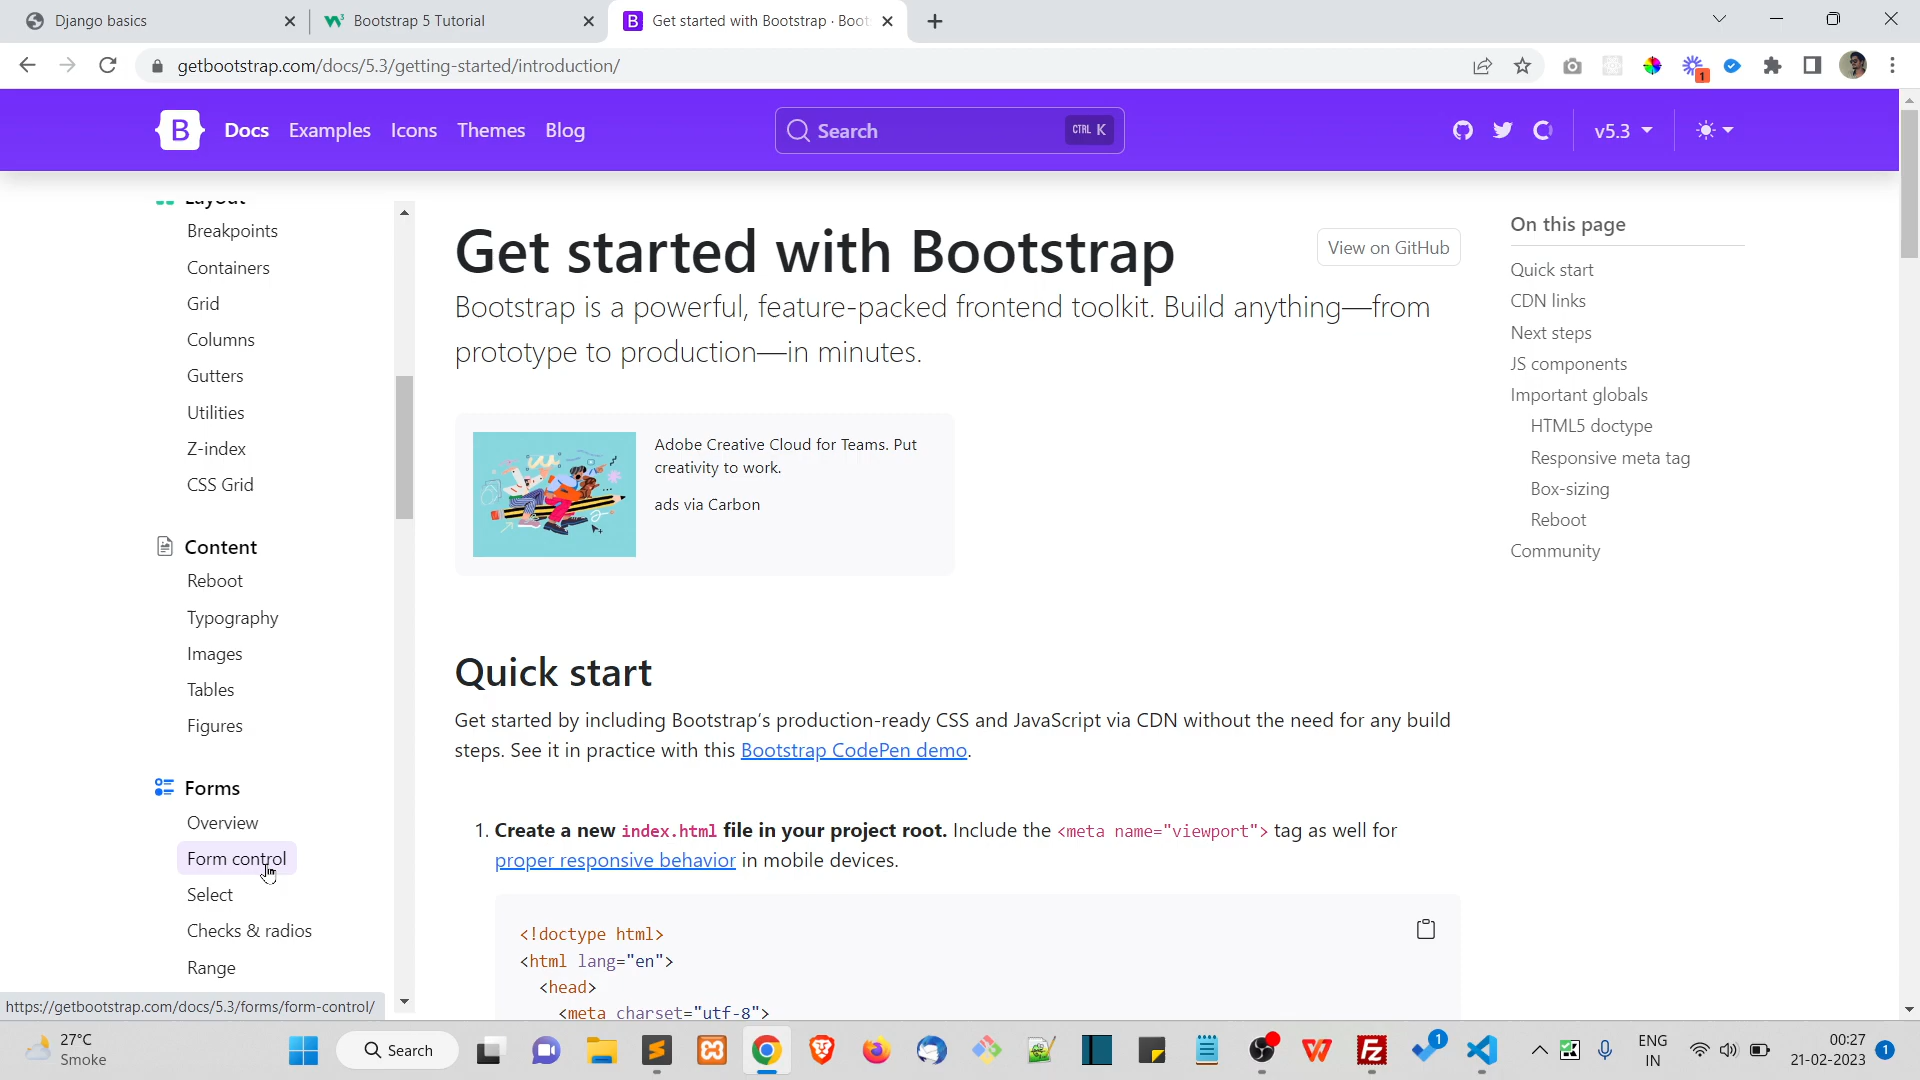 Django basics
Bootstrap 5 Tutorial
B Get started with Bootstrap · Boot
getbootstrap.com/docs/5.3/getting-started/introduction/
1
B Docs Examples Icons Themes Blog
Search CTRL K
v5.3
Layout
Breakpoints
Containers
Grid
Columns
Gutters
Utilities
Z-index
CSS Grid
Content
Reboot
Typography
Images
Tables
Figures
Forms
Overview
Form control
Select
Checks & radios
Range
https://getbootstrap.com/docs/5.3/forms/form-control/
Get started with Bootstrap
View on GitHub
Bootstrap is a powerful, feature-packed frontend toolkit. Build anything—from
prototype to production—in minutes.
Adobe Creative Cloud for Teams. Put
creativity to work.
ads via Carbon
Quick start
Get started by including Bootstrap's production-ready CSS and JavaScript via CDN without the need for any build
steps. See it in practice with this Bootstrap CodePen demo.
1. Create a new index.html file in your project root. Include the <meta name="viewport"> tag as well for
proper responsive behavior in mobile devices.
<!doctype html>
<html lang="en">
<head>
<meta charset="utf-8">
On this page
Quick start
CDN links
Next steps
JS components
Important globals
HTML5 doctype
Responsive meta tag
Box-sizing
Reboot
Community
27°C
Smoke
Search
1
ENG
IN
00:27
21-02-2023
1